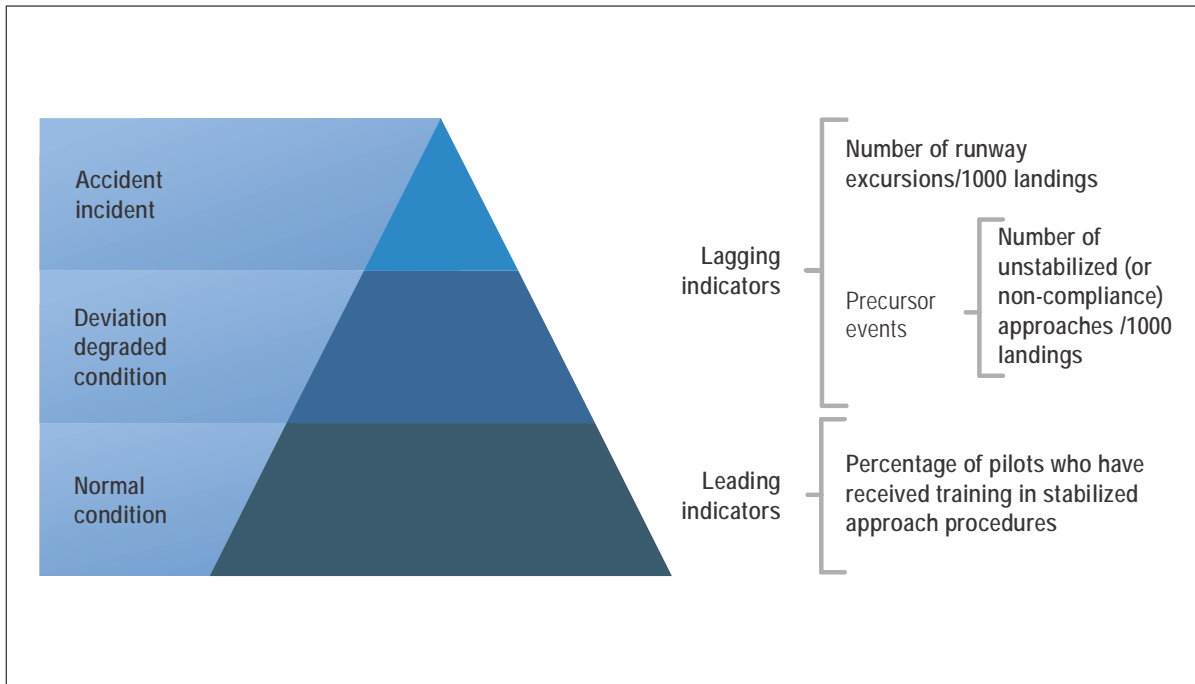 Accident
incident
Deviation
degraded
condition
Normal
condition
Lagging
indicators
Number of runway
excursions/1000 landings
Precursor
events
Number of
unstabilized (or
non-compliance)
approaches /1000
landings
Leading
indicators
Percentage of pilots who have
received training in stabilized
approach procedures